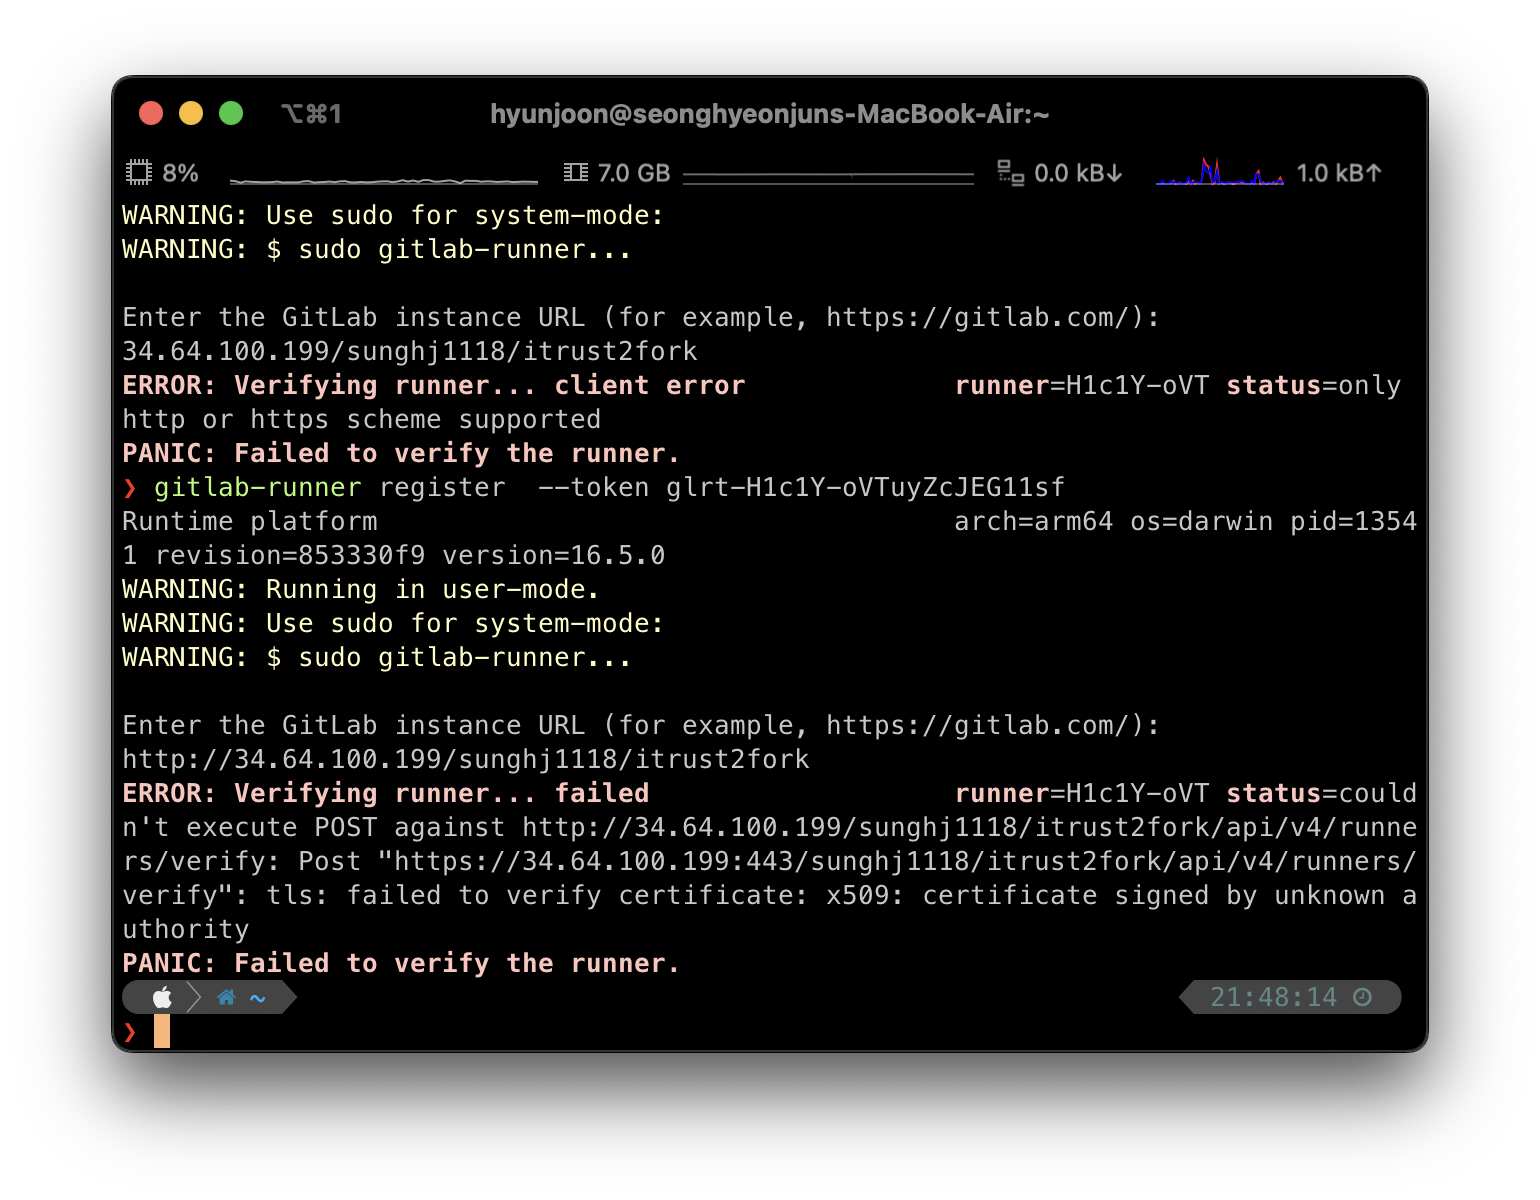 ⌥⌘1 hyunjoon@seonghyeonjuns-MacBook-Air:~
8% 7.0 GB 0.0 kB↓ 1.0 kB↑
WARNING: Use sudo for system-mode:
WARNING: $ sudo gitlab-runner...
Enter the GitLab instance URL (for example, https://gitlab.com/):
34.64.100.199/sunghj1118/itrust2fork
ERROR: Verifying runner... client error runner=H1c1Y-oVT status=only
http or https scheme supported
PANIC: Failed to verify the runner.
❯ gitlab-runner register  --token glrt-H1c1Y-oVTuyZcJEG11sf
Runtime platform arch=arm64 os=darwin pid=1354
1 revision=853330f9 version=16.5.0
WARNING: Running in user-mode.
WARNING: Use sudo for system-mode:
WARNING: $ sudo gitlab-runner...
Enter the GitLab instance URL (for example, https://gitlab.com/):
http://34.64.100.199/sunghj1118/itrust2fork
ERROR: Verifying runner... failed runner=H1c1Y-oVT status=could
n't execute POST against http://34.64.100.199/sunghj1118/itrust2fork/api/v4/runne
rs/verify: Post "https://34.64.100.199:443/sunghj1118/itrust2fork/api/v4/runners/
verify": tls: failed to verify certificate: x509: certificate signed by unknown a
uthority
PANIC: Failed to verify the runner.
~ 21:48:14
❯